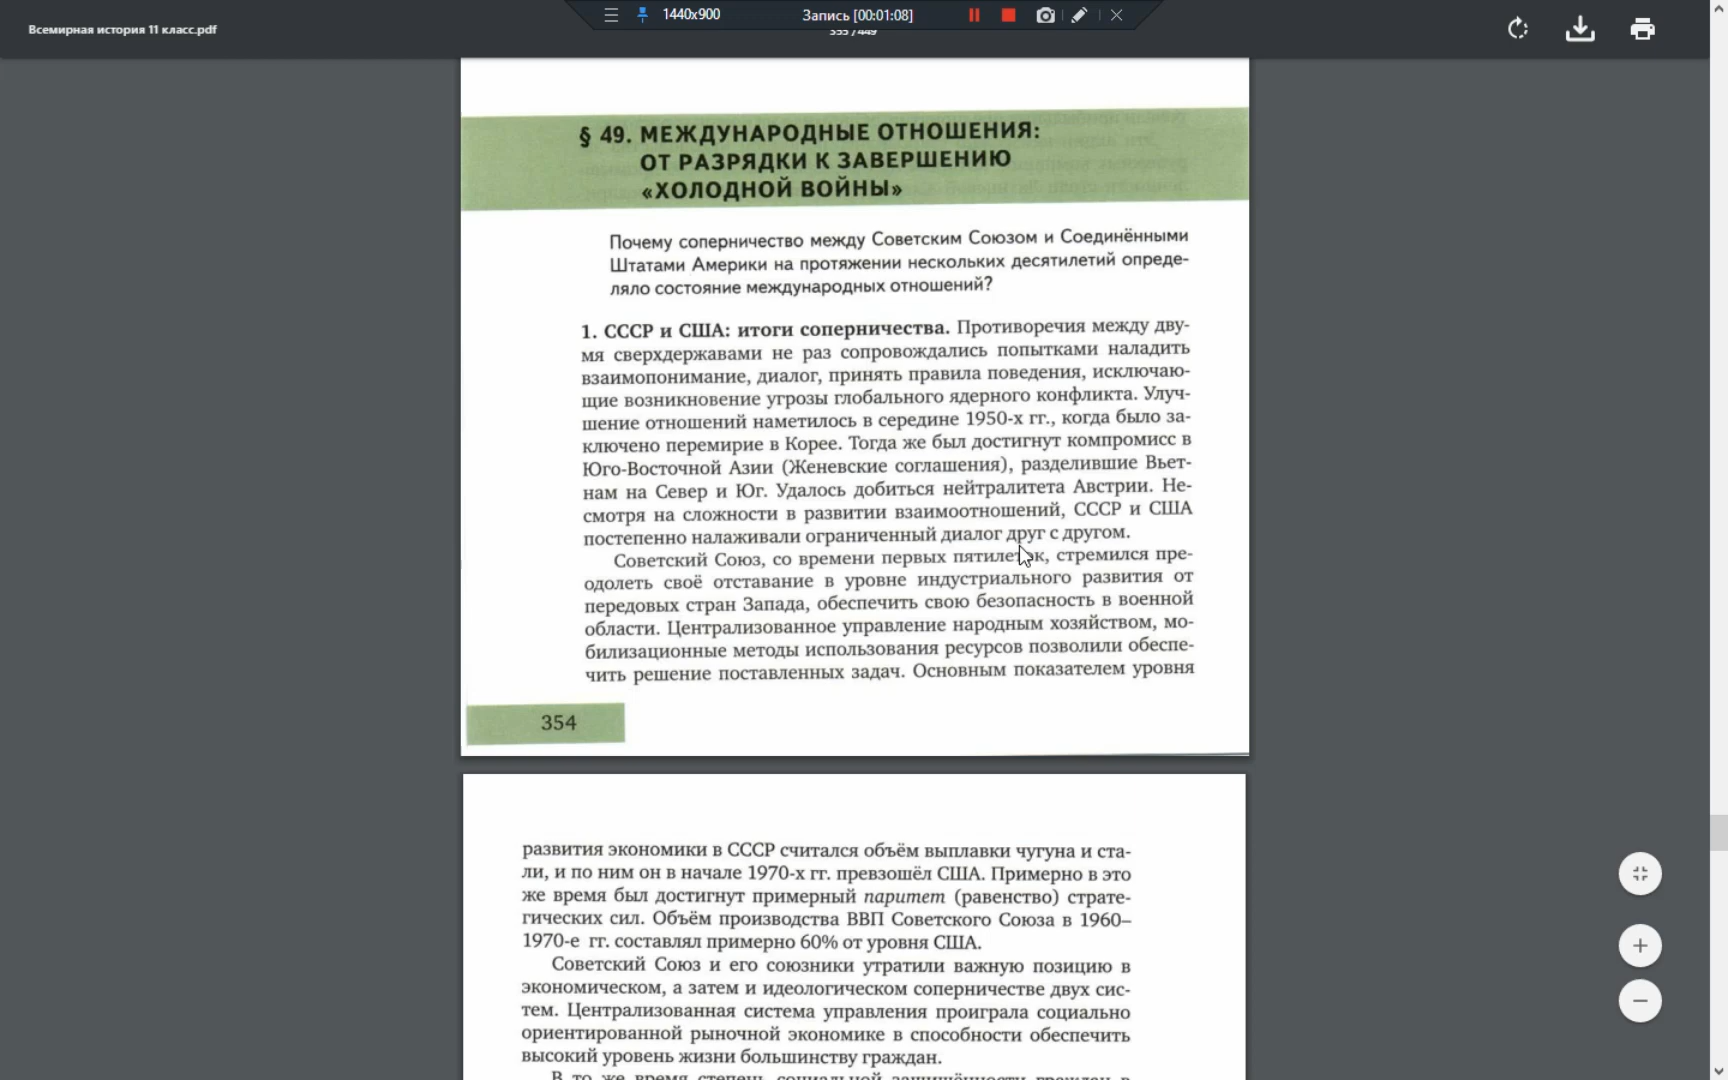 1440x900
Запись [00:01:08]
Всемирная история 11 класс.pdf
355 / 449
§ 49. МЕЖДУНАРОДНЫЕ ОТНОШЕНИЯ:
ОТ РАЗРЯДКИ К ЗАВЕРШЕНИЮ
«ХОЛОДНОЙ ВОЙНЫ»
Почему соперничество между Советским Союзом и Соединёнными
Штатами Америки на протяжении нескольких десятилетий опреде-
ляло состояние международных отношений?
1. СССР и США: итоги соперничества. Противоречия между дву-
мя сверхдержавами не раз сопровождались попытками наладить
взаимопонимание, диалог, принять правила поведения, исключаю-
щие возникновение угрозы глобального ядерного конфликта. Улуч-
шение отношений наметилось в середине 1950-х гг., когда было за-
ключено перемирие в Корее. Тогда же был достигнут компромисс в
Юго-Восточной Азии (Женевские соглашения), разделившие Вьет-
нам на Север и Юг. Удалось добиться нейтралитета Австрии. Не-
смотря на сложности в развитии взаимоотношений, СССР и США
постепенно налаживали ограниченный диалог друг с другом.
Советский Союз, со времени первых пятилеток, стремился пре-
одолеть своё отставание в уровне индустриального развития от
передовых стран Запада, обеспечить свою безопасность в военной
области. Централизованное управление народным хозяйством, мо-
билизационные методы использования ресурсов позволили обеспе-
чить решение поставленных задач. Основным показателем уровня
354
развития экономики в СССР считался объём выплавки чугуна и ста-
ли, и по ним он в начале 1970-х гг. превзошёл США. Примерно в это
же время был достигнут примерный паритет (равенство) страте-
гических сил. Объём производства ВВП Советского Союза в 1960–
1970-е гг. составлял примерно 60% от уровня США.
Советский Союз и его союзники утратили важную позицию в
экономическом, а затем и идеологическом соперничестве двух сис-
тем. Централизованная система управления проиграла социально
ориентированной рыночной экономике в способности обеспечить
высокий уровень жизни большинству граждан.
В то же время степень социальной защищённости граждан в